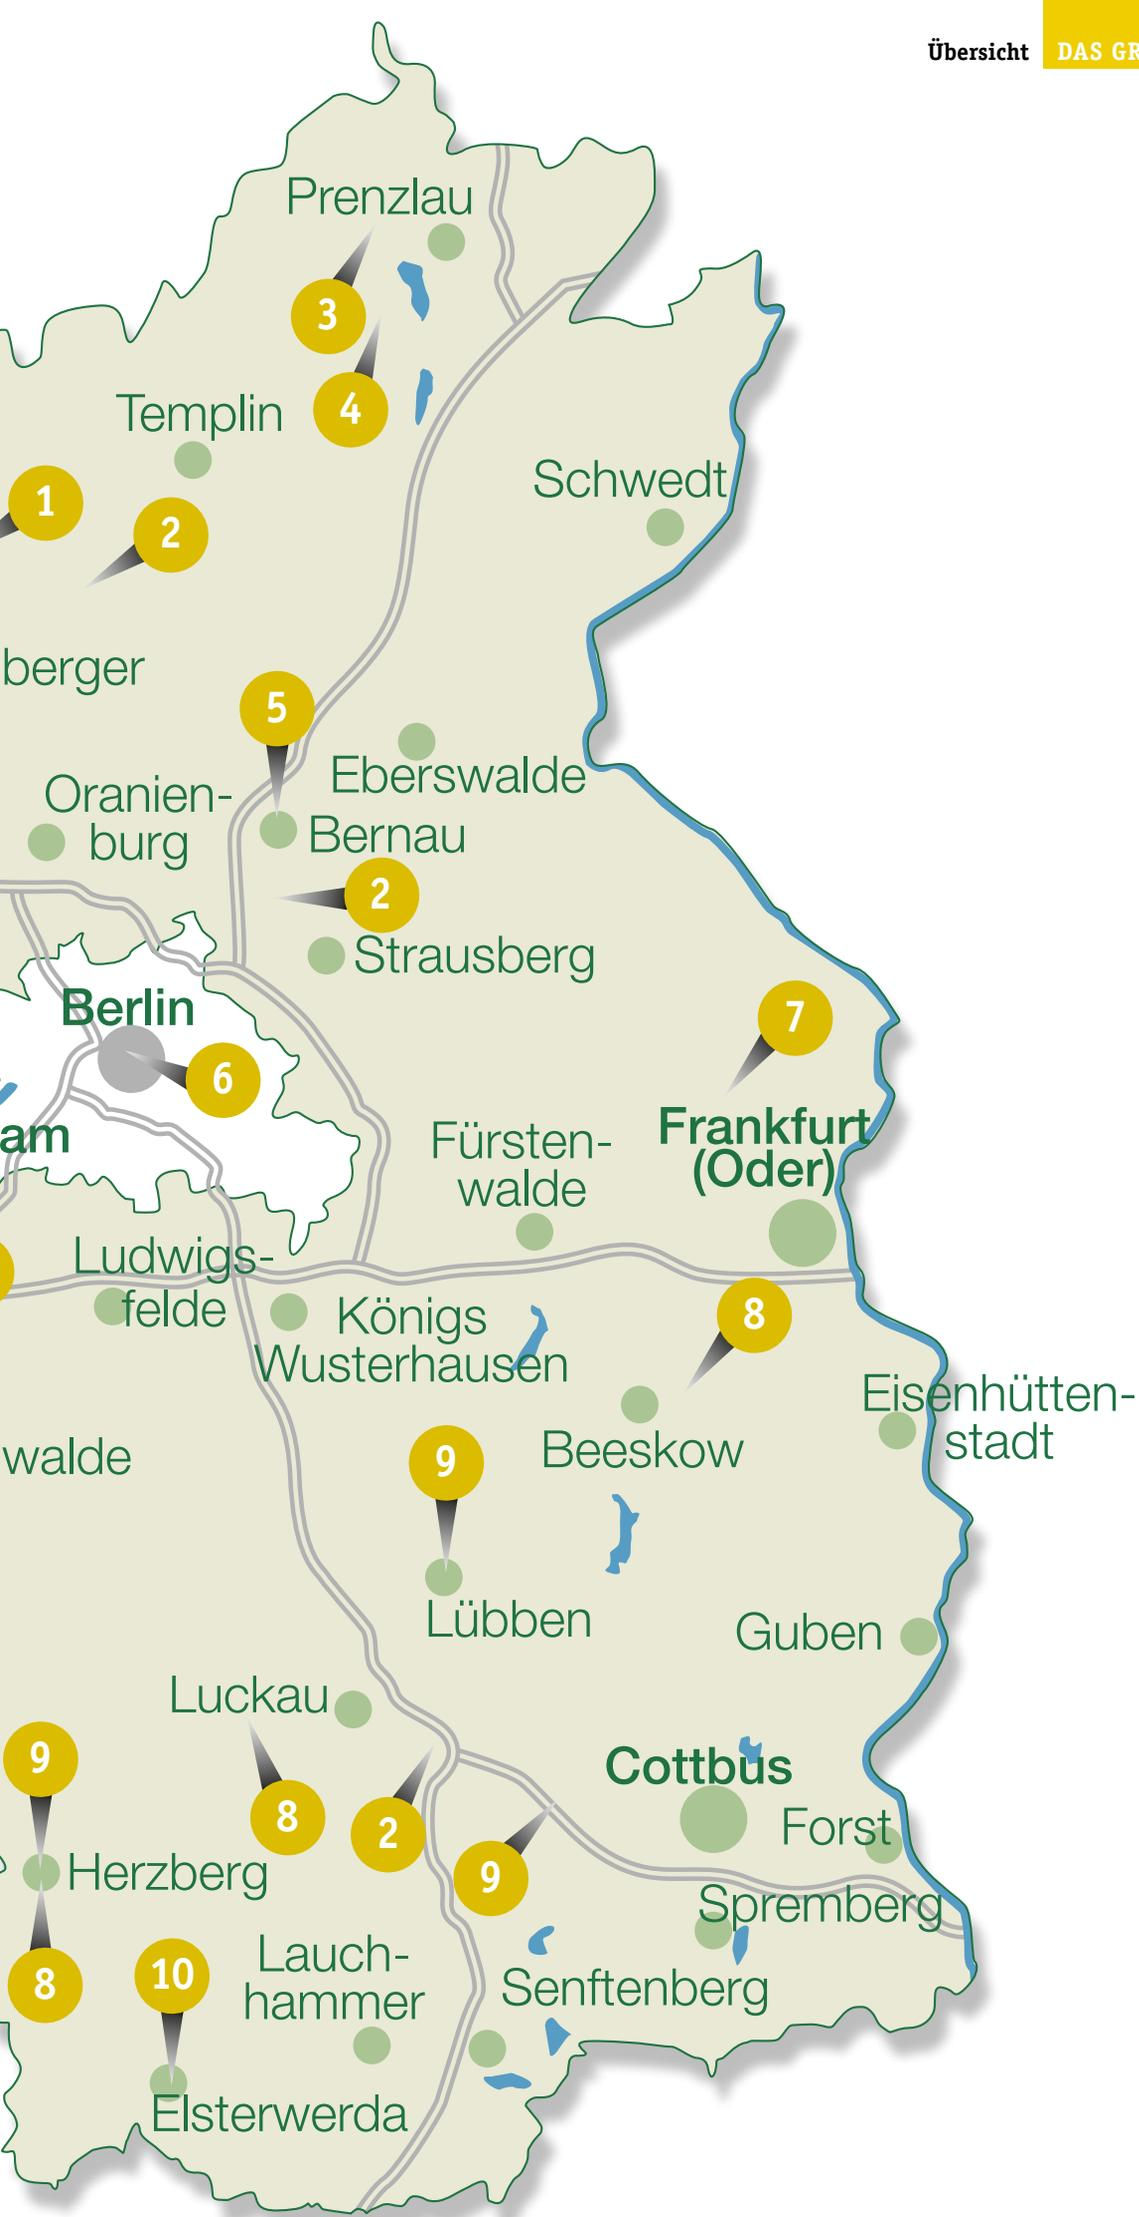 Übersicht
DAS GR
Prenzlau
3
4
Templin
Schwedt
1
2
berger
5
Eberswalde
Oranien-
burg
Bernau
2
Strausberg
Berlin
7
6
am
Frankfurt
(Oder)
Fürsten-
walde
Ludwigs-
felde
Königs
Wusterhausen
8
Eisenhütten-
stadt
walde
9
Beeskow
Lübben
Guben
Luckau
9
Cottbus
8
2
Forst
9
Herzberg
Spremberg
8
10
Lauch-
hammer
Senftenberg
Elsterwerda